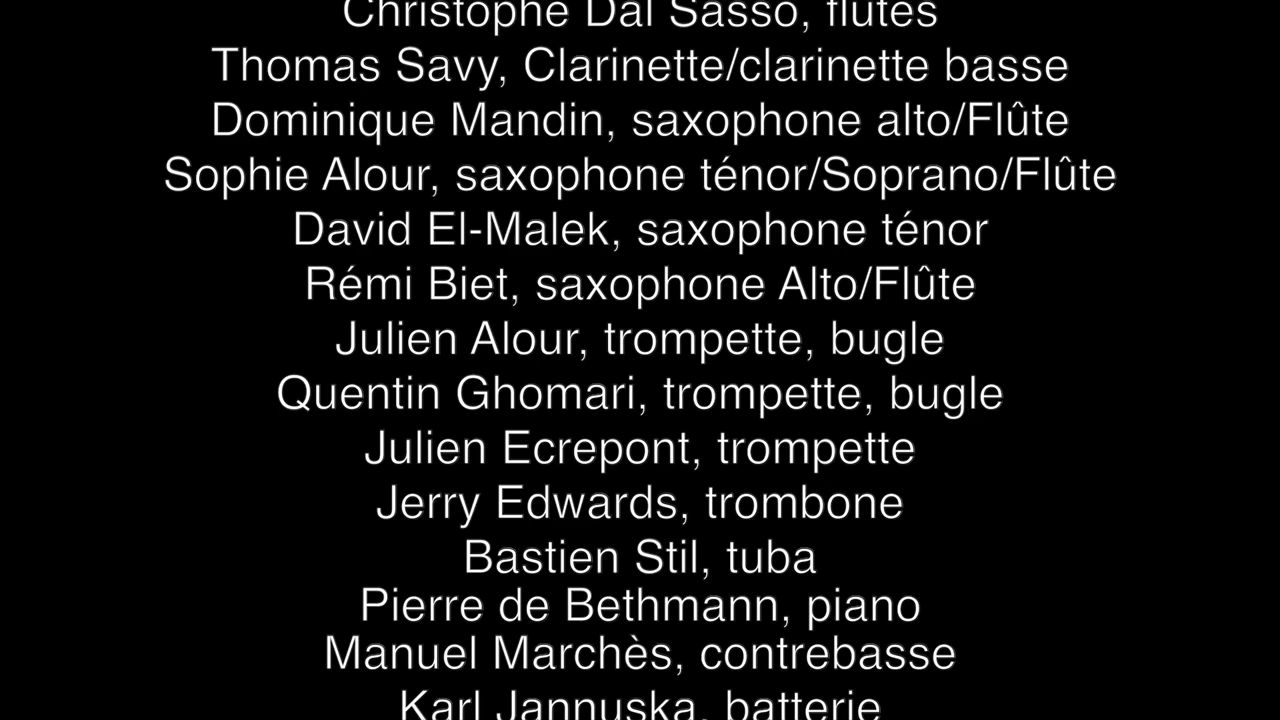 Christophe Dal Sasso, flûtes
Thomas Savy, Clarinette/clarinette basse
Dominique Mandin, saxophone alto/Flûte
Sophie Alour, saxophone ténor/Soprano/Flûte
David El-Malek, saxophone ténor
Rémi Biet, saxophone Alto/Flûte
Julien Alour, trompette, bugle
Quentin Ghomari, trompette, bugle
Julien Ecrepont, trompette
Jerry Edwards, trombone
Bastien Stil, tuba
Pierre de Bethmann, piano
Manuel Marchès, contrebasse
Karl Jannuska, batterie